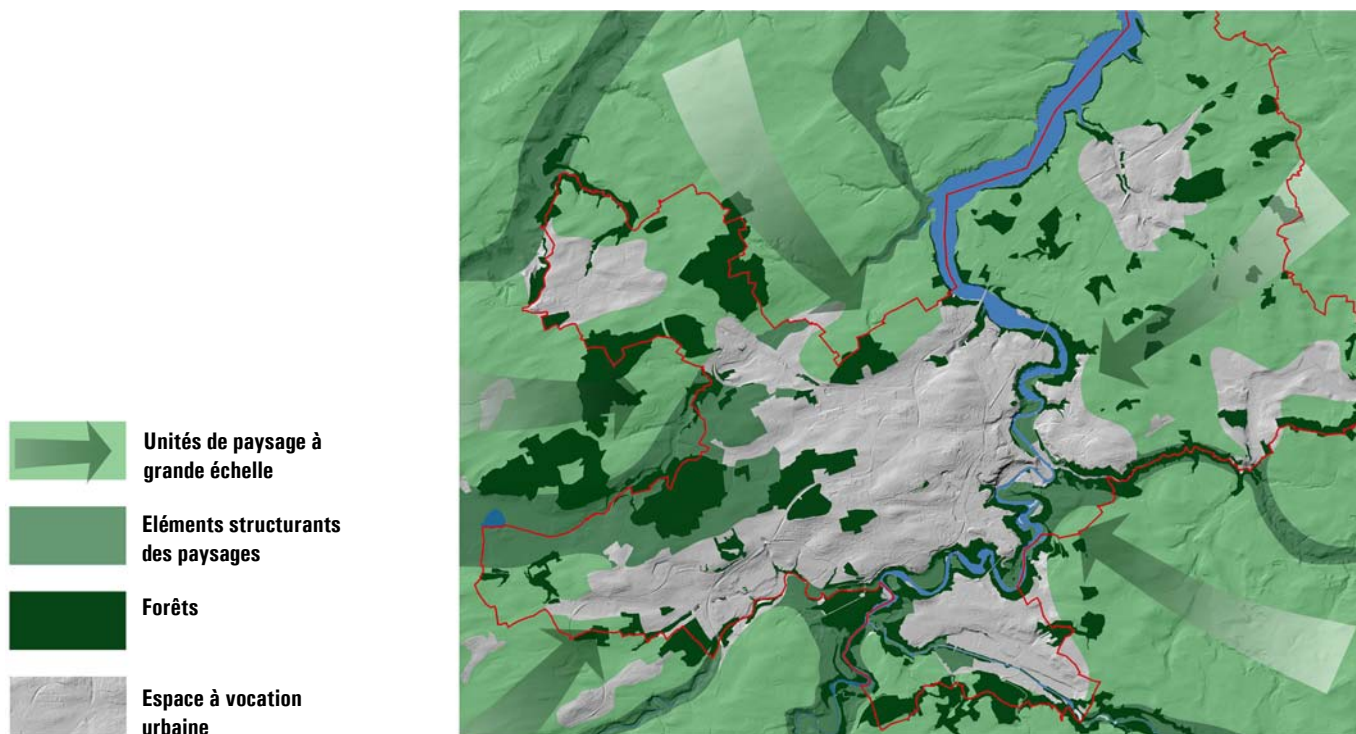 Unités de paysage à
grande échelle
Eléments structurants
des paysages
Forêts
Espace à vocation
urbaine